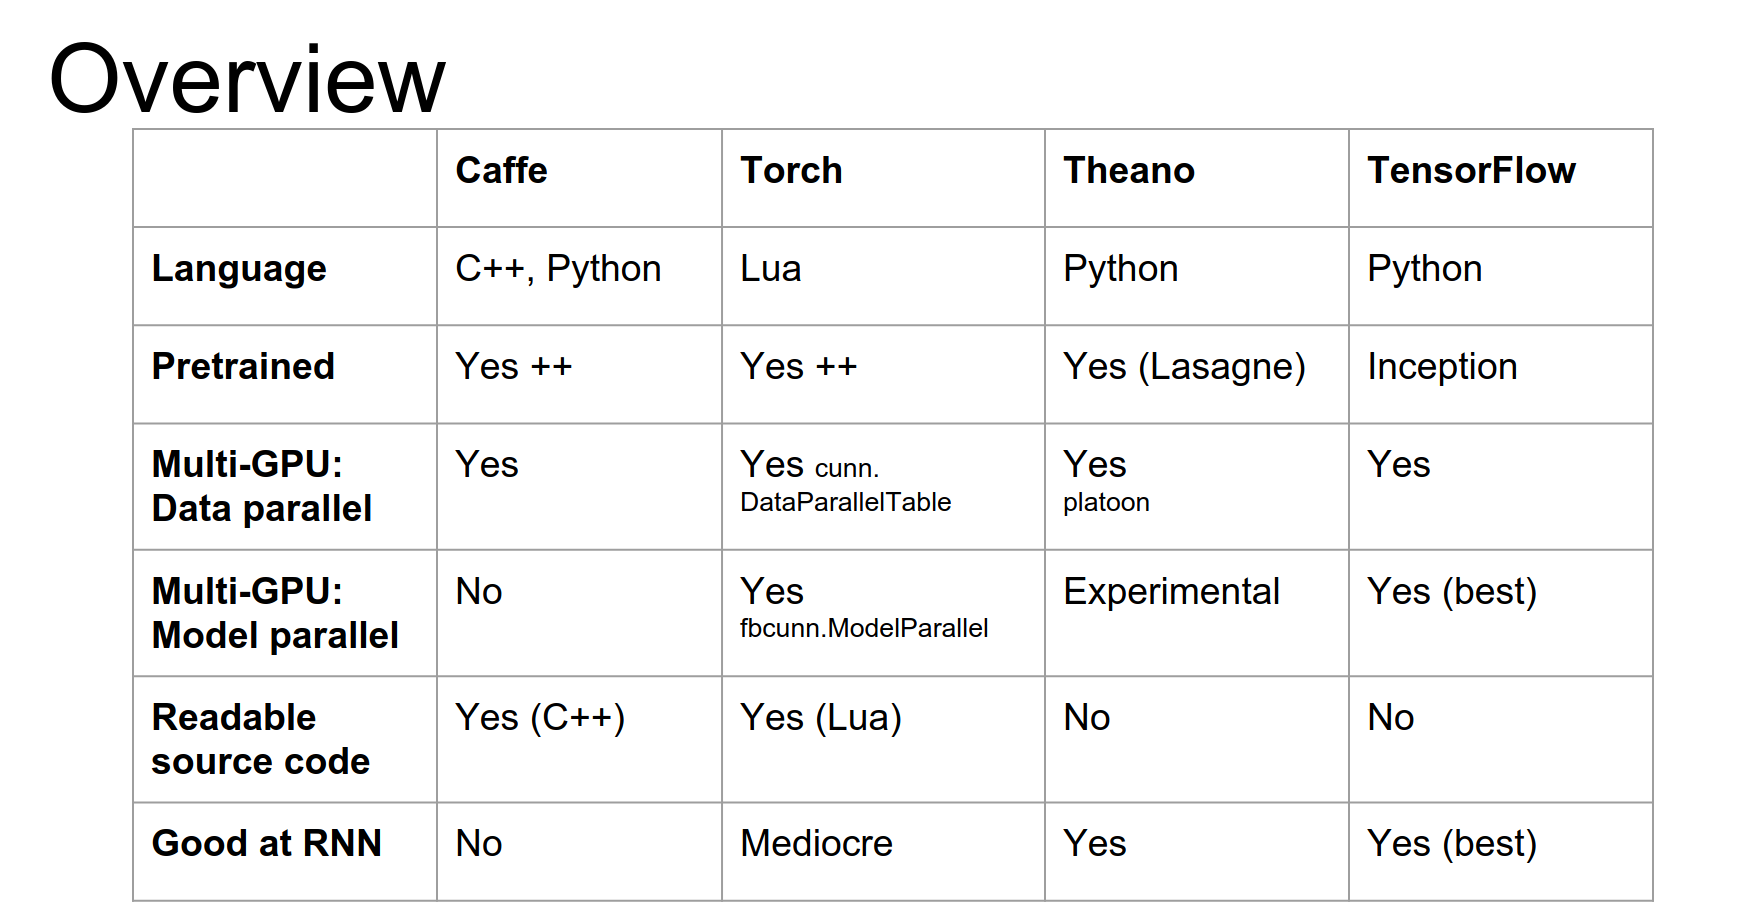 Overview
Caffe Torch Theano TensorFlow
Language C++, Python Lua Python Python
Pretrained Yes ++ Yes ++ Yes (Lasagne) Inception
Multi-GPU: Yes Yes cunn. Yes Yes
Data parallel DataParallelTable platoon
Multi-GPU: No Yes Experimental Yes (best)
Model parallel fbcunn.ModelParallel
Readable Yes (C++) Yes (Lua) No No
source code
Good at RNN No Mediocre Yes Yes (best)